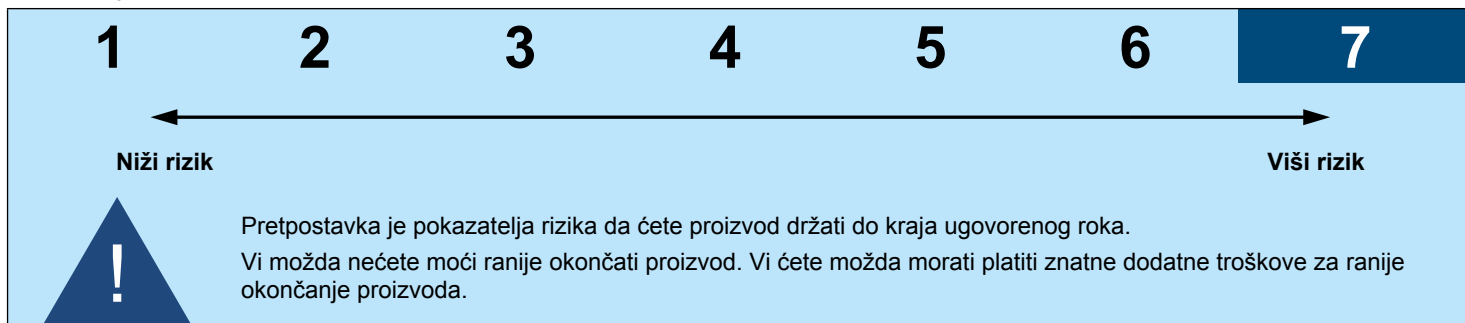 1 2 3 4 5 6 7
Niži rizik Viši rizik
Pretpostavka je pokazatelja rizika da ćete proizvod držati do kraja ugovorenog roka.
Vi možda nećete moći ranije okončati proizvod. Vi ćete možda morati platiti znatne dodatne troškove za ranije
okončanje proizvoda.
!